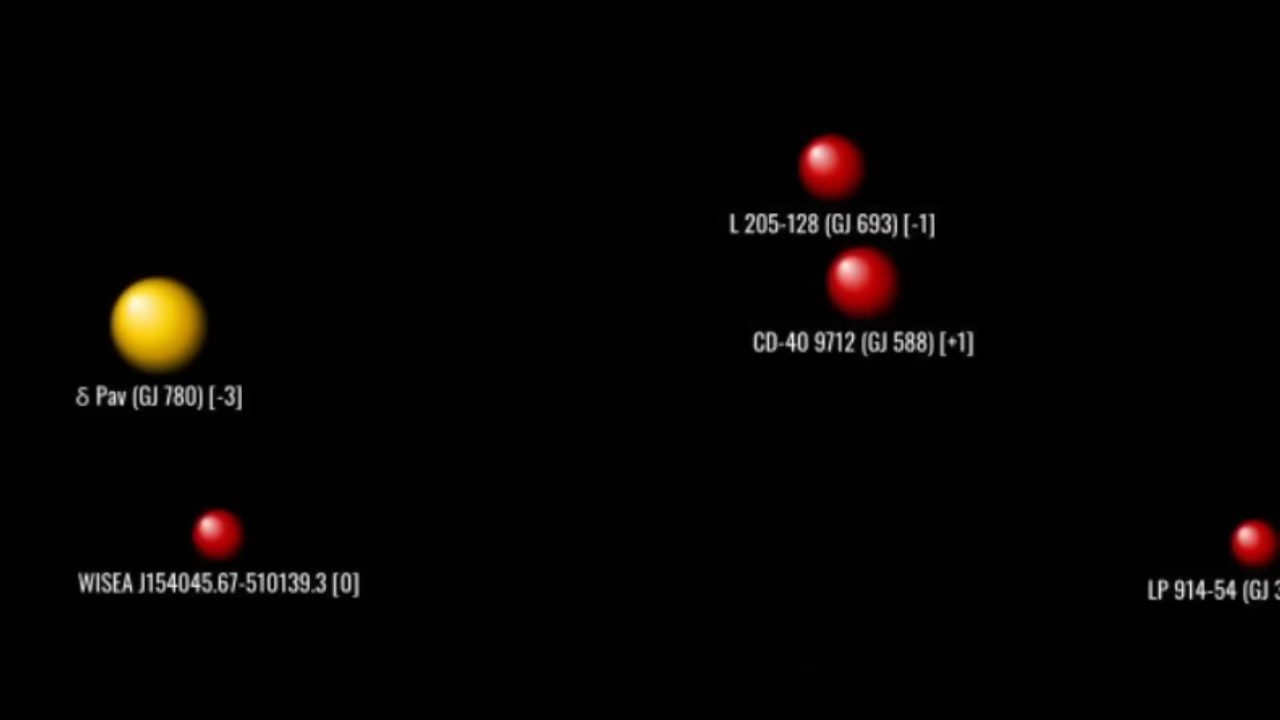 L 205-128 (GJ 693) [-1]
CD-40 9712 (GJ 588) [+1]
δ Pav (GJ 780) [-3]
WISEA J154045.67-510139.3 [0]
LP 914-54 (GJ